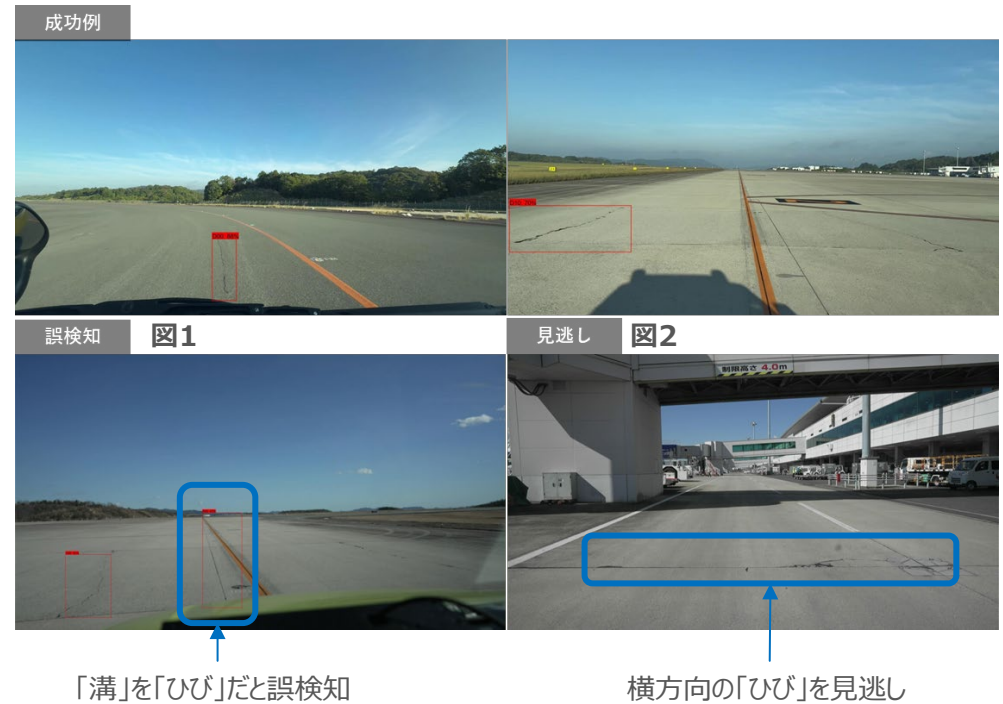 成功例
誤検知
図1
見逃し
図2
制限高さ 4.0m
「溝」を「ひび」だと誤検知
横方向の「ひび」を見逃し